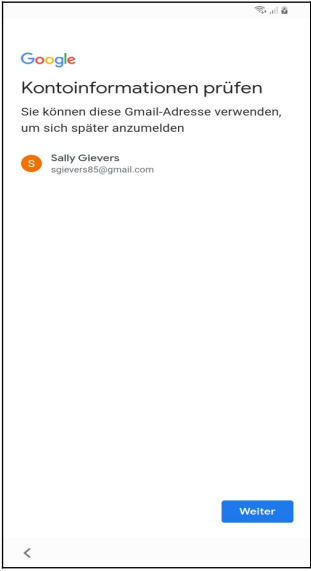 Google
Kontoinformationen prüfen
Sie können diese Gmail-Adresse verwenden,
um sich später anzumelden
S
Sally Gievers
sgievers85@gmail.com
Weiter